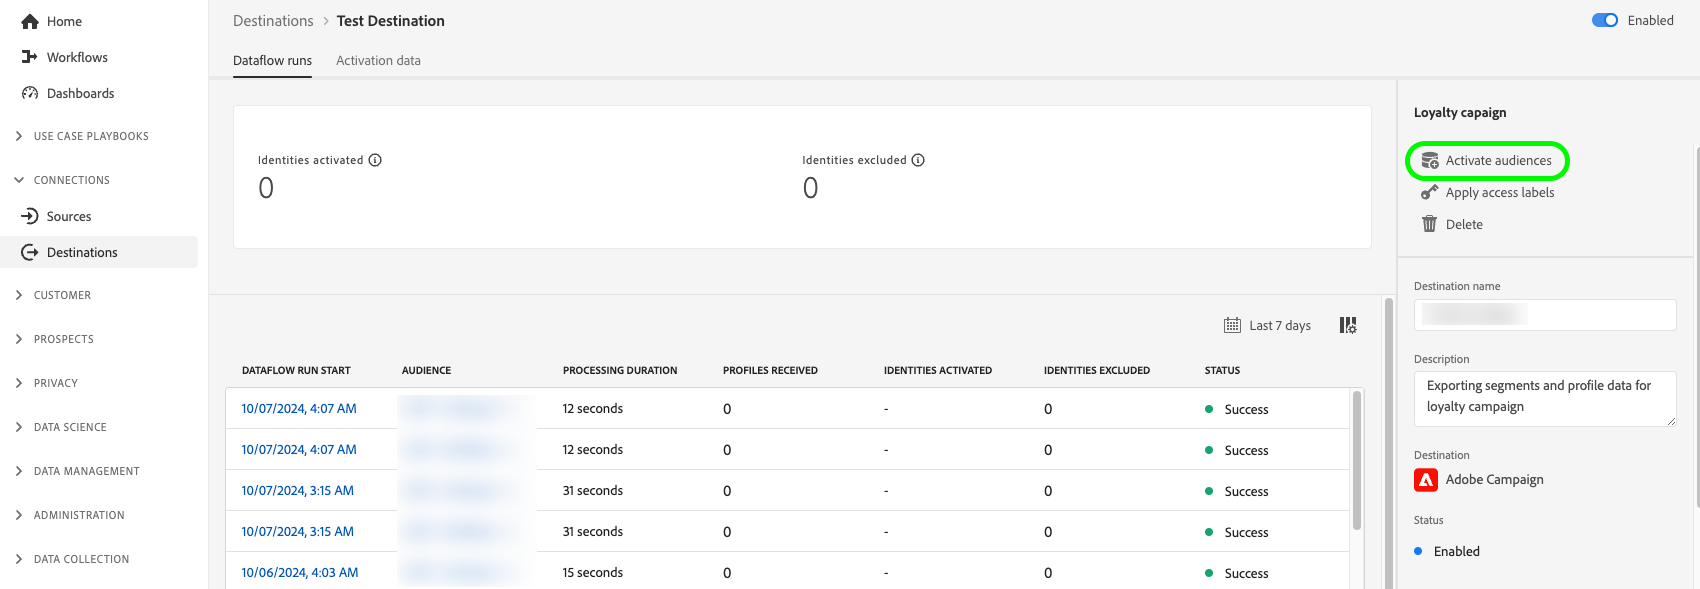 Home
Workflows
Dashboards
USE CASE PLAYBOOKS
CONNECTIONS
Sources
Destinations
CUSTOMER
PROSPECTS
PRIVACY
DATA SCIENCE
DATA MANAGEMENT
ADMINISTRATION
DATA COLLECTION
Destinations > Test Destination
Enabled
Dataflow runs Activation data
Identities activated Identities excluded
0 0
Last 7 days
DATAFLOW RUN START AUDIENCE PROCESSING DURATION PROFILES RECEIVED IDENTITIES ACTIVATED IDENTITIES EXCLUDED STATUS
10/07/2024, 4:07 AM 12 seconds 0 - 0 Success
10/07/2024, 4:07 AM 12 seconds 0 - 0 Success
10/07/2024, 3:15 AM 31 seconds 0 - 0 Success
10/07/2024, 3:15 AM 31 seconds 0 - 0 Success
10/06/2024, 4:03 AM 15 seconds 0 - 0 Success
Loyalty capaign
Activate audiences
Apply access labels
Delete
Destination name
Description
Exporting segments and profile data for
loyalty campaign
Destination
Adobe Campaign
Status
Enabled